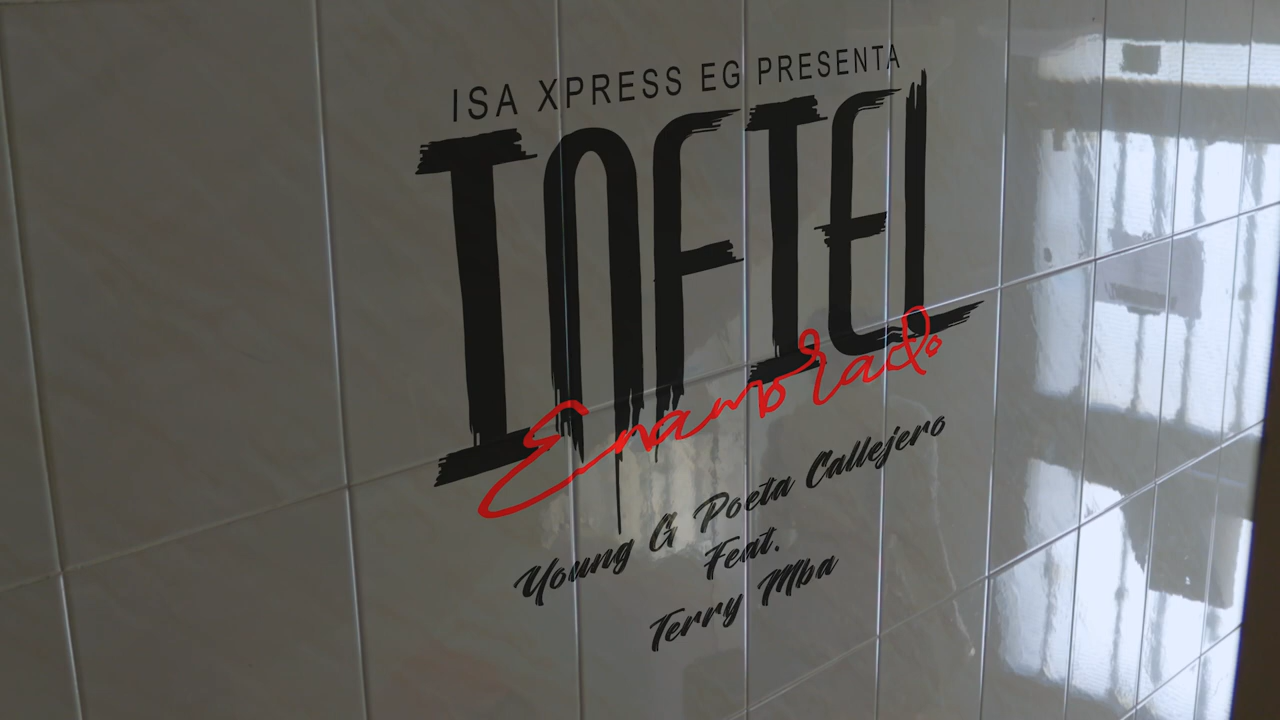 ISA XPRESS EG PRESENTA
INFIEL
Enamorado
Young G Poeta Callejero
Feat.
Terry Mba